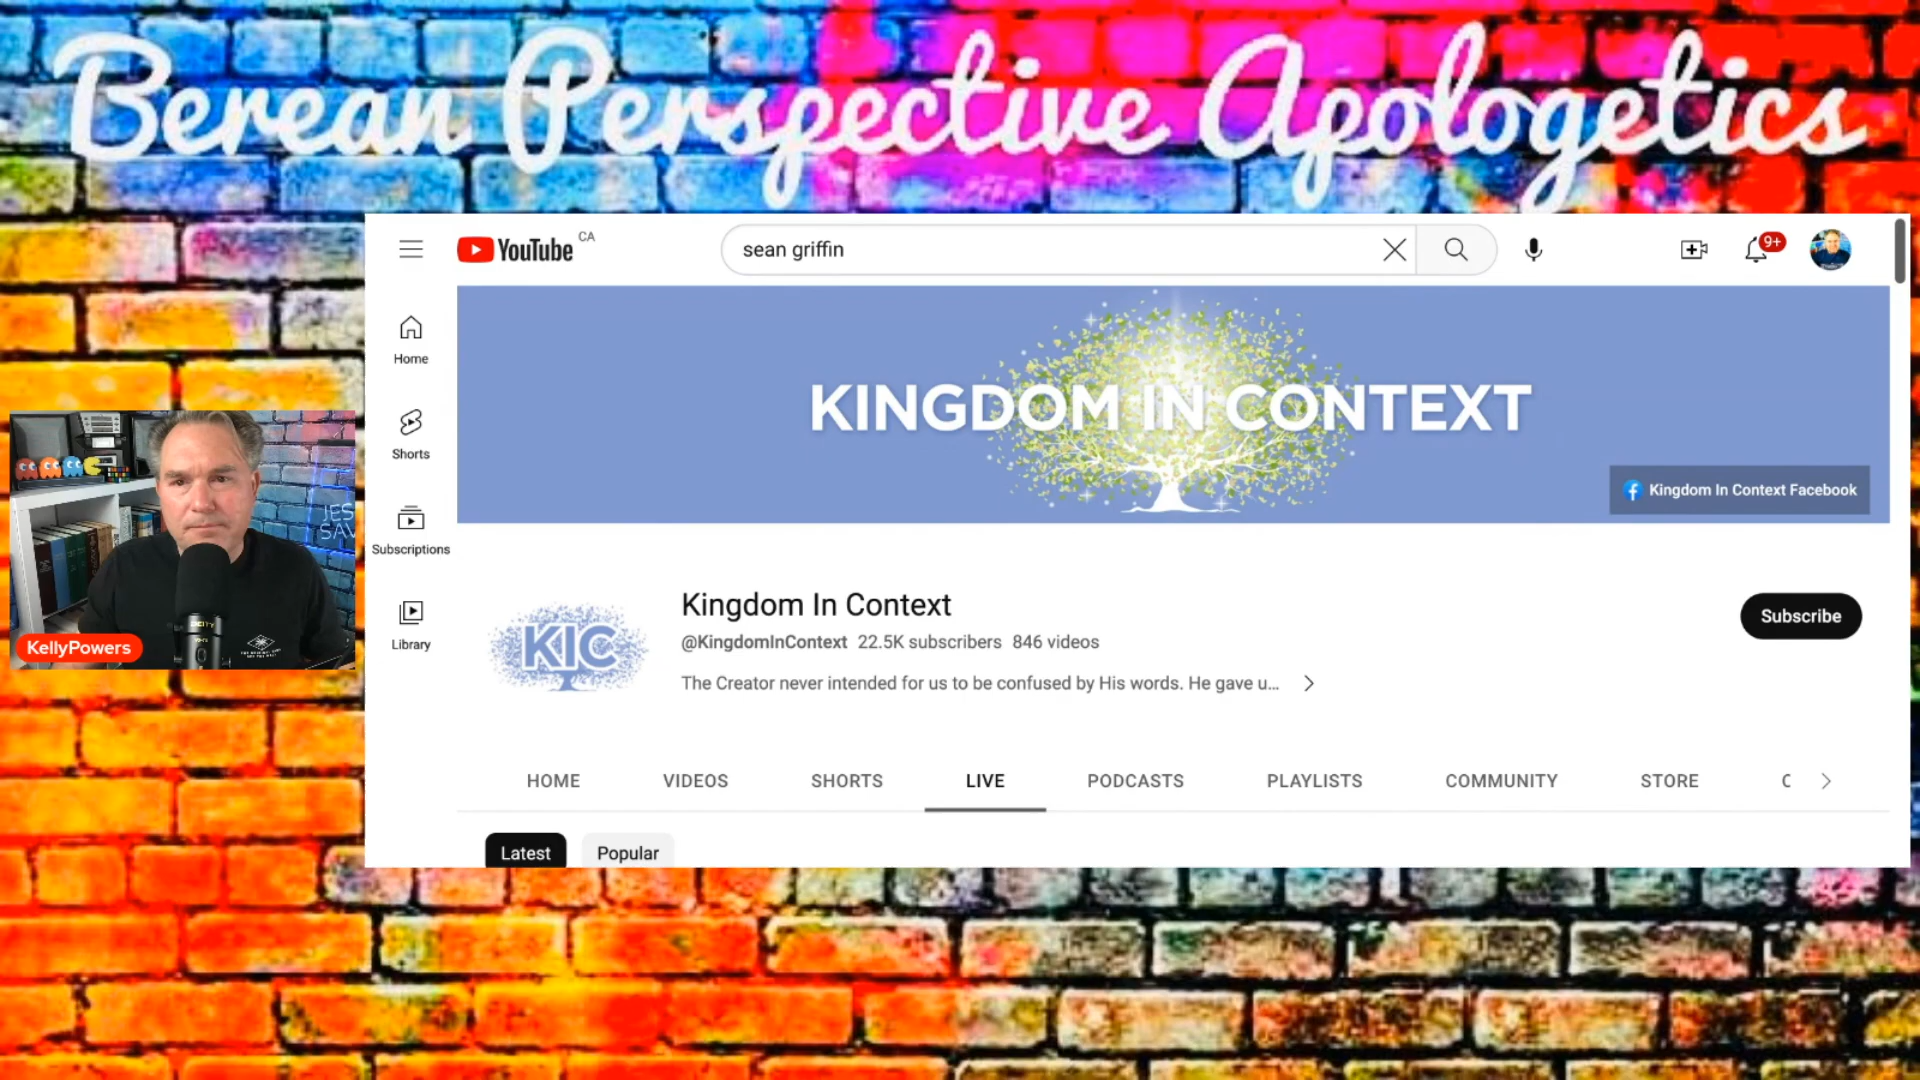 Berean Perspective Apologetics
YouTube CA
sean griffin
9+
Home
Shorts
Subscriptions
Library
KINGDOM IN CONTEXT
Kingdom In Context Facebook
KIC
Kingdom In Context
@KingdomInContext 22.5K subscribers 846 videos
The Creator never intended for us to be confused by His words. He gave u...
Subscribe
HOME VIDEOS SHORTS LIVE PODCASTS PLAYLISTS COMMUNITY STORE C
Latest Popular
JES
SAV
KellyPowers